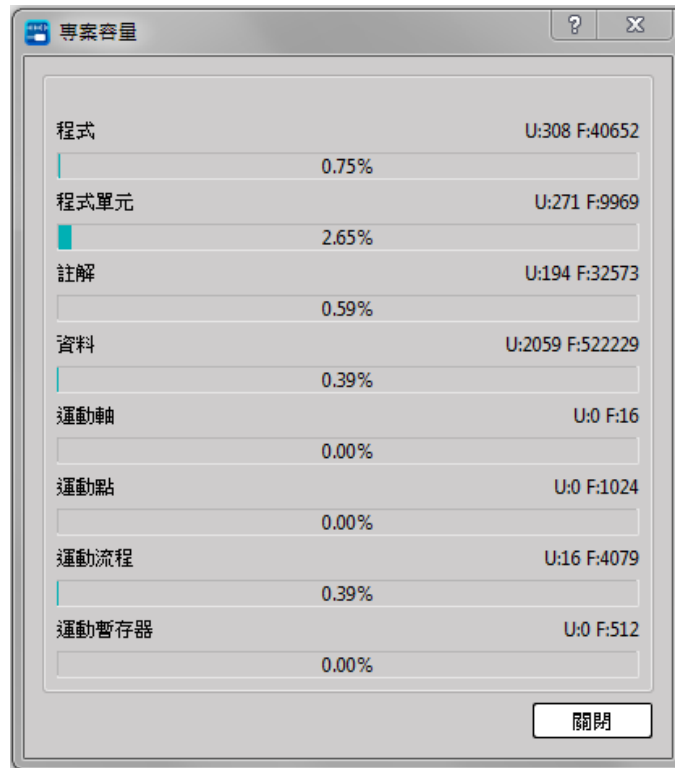 專案容量
程式 U:308 F:40652
0.75%
程式單元 U:271 F:9969
2.65%
註解 U:194 F:32573
0.59%
資料 U:2059 F:522229
0.39%
運動軸 U:0 F:16
0.00%
運動點 U:0 F:1024
0.00%
運動流程 U:16 F:4079
0.39%
運動暫存器 U:0 F:512
0.00%
關閉